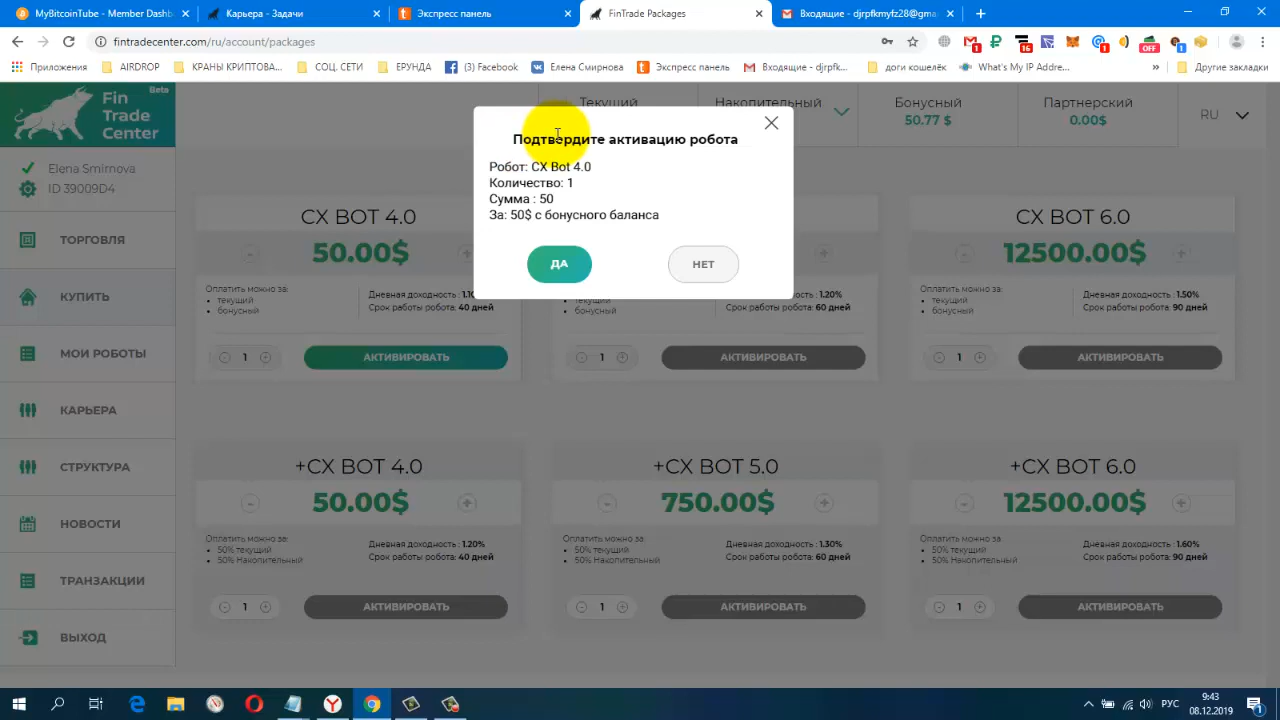 MyBitcoinTube - Member Dashb
Карьера - Задачи
Экспресс панель
FinTrade Packages
Входящие - djrpfkmyfz28@gma
fintradecenter.com/ru/account/packages
Приложения
AIRDROP
КРАНЫ КРИПТОВА...
СОЦ. СЕТИ
ЕРУНДА
(3) Facebook
Елена Смирнова
Экспресс панель
Входящие - djrpfk...
доги кошелёк
What's My IP Addre...
»
Другие закладки
Fin
Trade
Center
Beta
Elena Smirnova
ID 39009D4
ТОРГОВЛЯ
КУПИТЬ
МОИ РОБОТЫ
КАРЬЕРА
СТРУКТУРА
НОВОСТИ
ТРАНЗАКЦИИ
ВЫХОД
Текущий
Накопительный
Бонусный
50.77 $
Партнерский
0.00$
RU
Подтвердите активацию робота
Робот: CX Bot 4.0
Количество: 1
Сумма : 50
За: 50$ с бонусного баланса
ДА
НЕТ
CX BOT 4.0
50.00$
Оплатить можно за:
• текущий
• бонусный
Дневная доходность : 1.10
Срок работы робота: 40 дней
1
АКТИВИРОВАТЬ
• бонусный
1.20%
Срок работы робота: 60 дней
1
АКТИВИРОВАТЬ
CX BOT 6.0
12500.00$
Оплатить можно за:
• текущий
• бонусный
Дневная доходность : 1.50%
Срок работы робота: 90 дней
1
АКТИВИРОВАТЬ
+CX BOT 4.0
50.00$
Оплатить можно за:
• 50% текущий
• 50% Накопительный
Дневная доходность : 1.20%
Срок работы робота: 40 дней
1
АКТИВИРОВАТЬ
+CX BOT 5.0
750.00$
Оплатить можно за:
• 50% текущий
• 50% Накопительный
Дневная доходность : 1.30%
Срок работы робота: 60 дней
1
АКТИВИРОВАТЬ
+CX BOT 6.0
12500.00$
Оплатить можно за
• 50% текущий
• 50% Накопительный
Дневная доходность : 1.60%
Срок работы робота: 90 дней
1
АКТИВИРОВАТЬ
РУС
9:43
08.12.2019